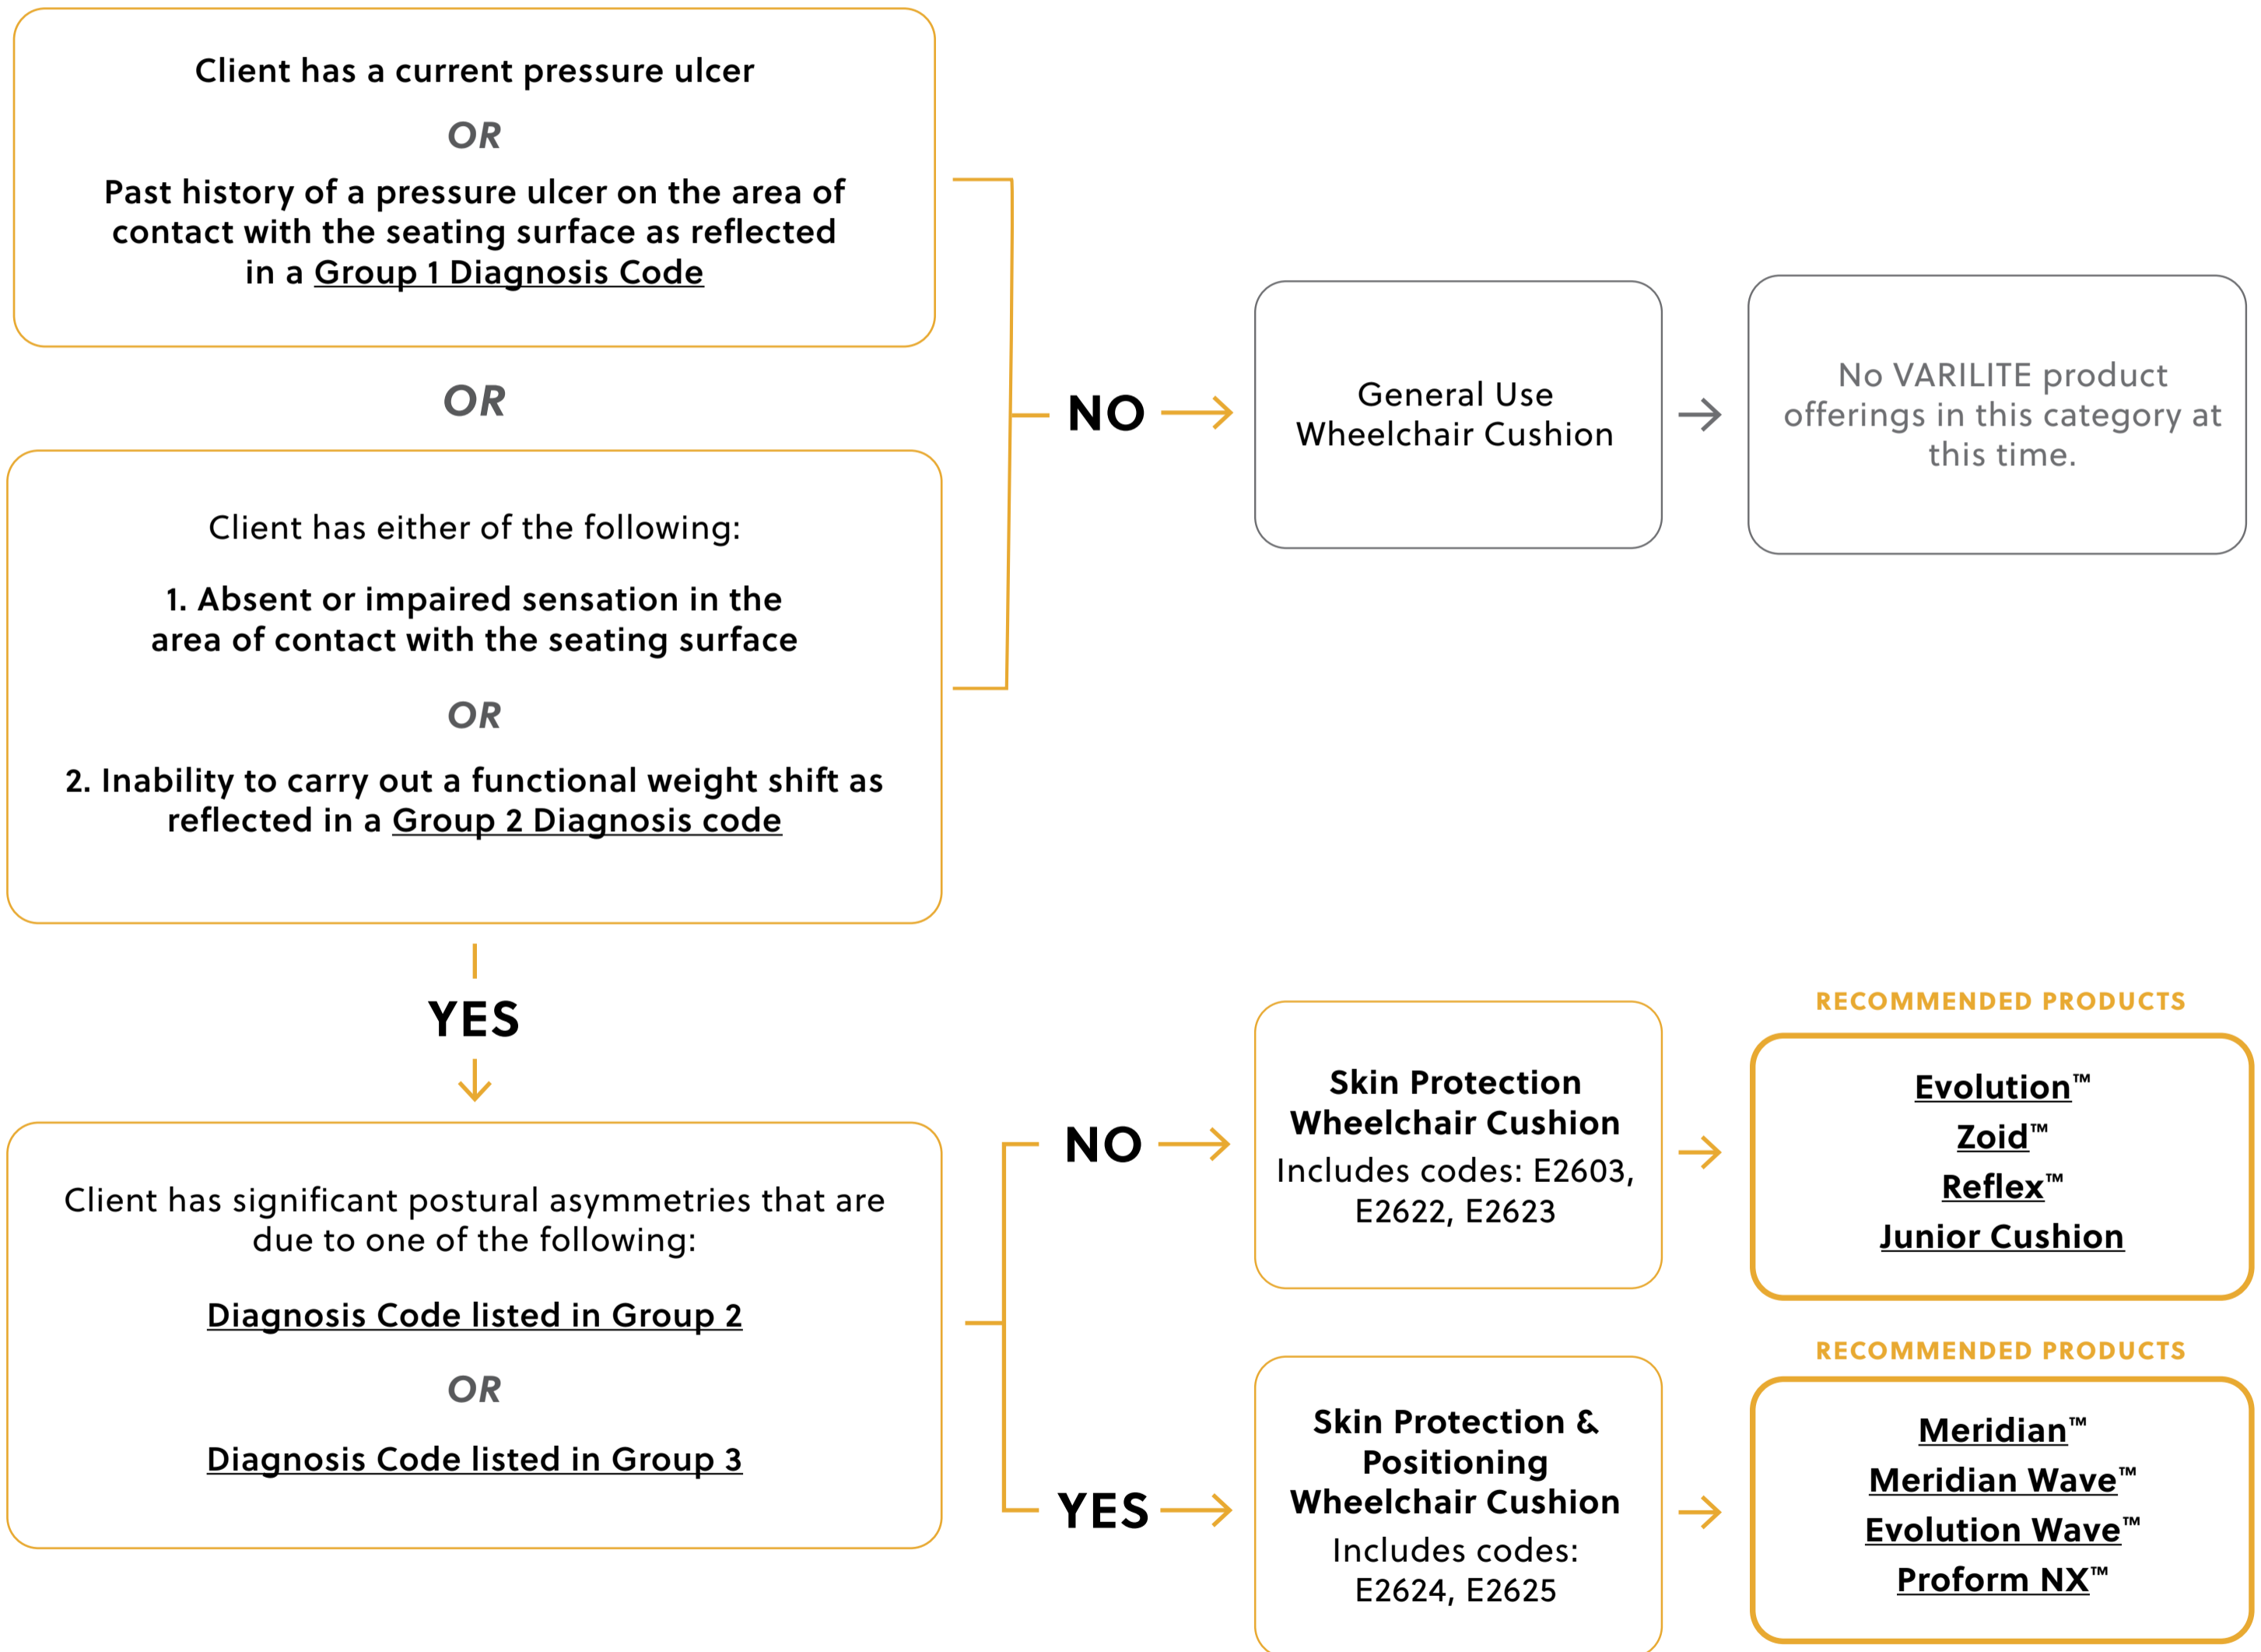 Client has a current pressure ulcer
OR
Past history of a pressure ulcer on the area of
contact with the seating surface as reflected
in a Group 1 Diagnosis Code
OR
Client has either of the following:
1. Absent or impaired sensation in the
area of contact with the seating surface
OR
2. Inability to carry out a functional weight shift as
reflected in a Group 2 Diagnosis code
NO
General Use
Wheelchair Cushion
No VARILITE product
offerings in this category at
this time.
YES
Client has significant postural asymmetries that are
due to one of the following:
Diagnosis Code listed in Group 2
OR
Diagnosis Code listed in Group 3
NO
Skin Protection
Wheelchair Cushion
Includes codes: E2603,
E2622, E2623
RECOMMENDED PRODUCTS
Evolution™
Zoid™
Reflex™
Junior Cushion
YES
Skin Protection &
Positioning
Wheelchair Cushion
Includes codes:
E2624, E2625
RECOMMENDED PRODUCTS
Meridian™
Meridian Wave™
Evolution Wave™
Proform NX™